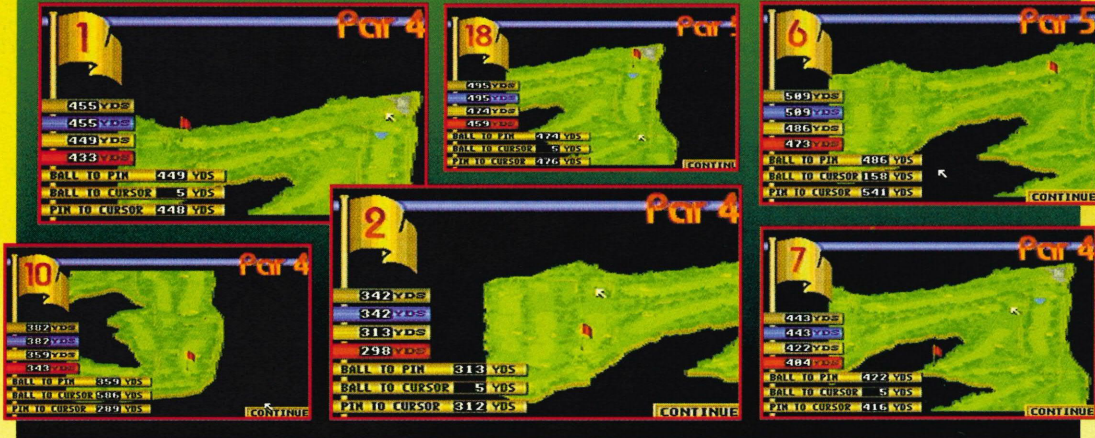 1
Par 4
455 YDS
455 YDS
449 YDS
433 YDS
BALL TO PIN 449 YDS
BALL TO CURSOR 5 YDS
PIN TO CURSOR 448 YDS
18
Par 5
495 YDS
495 YDS
474 YDS
459 YDS
BALL TO PIN 474 YDS
BALL TO CURSOR 5 YDS
PIN TO CURSOR 476 YDS
CONTINU
6
Par 5
509 YDS
509 YDS
486 YDS
473 YDS
BALL TO PIN 486 YDS
BALL TO CURSOR 158 YDS
PIN TO CURSOR 541 YDS
CONTINUE
10
Par 4
382 YDS
382 YDS
359 YDS
343 YDS
BALL TO PIN 359 YDS
BALL TO CURSOR 586 YDS
PIN TO CURSOR 289 YDS
CONTINUE
2
Par 4
342 YDS
342 YDS
313 YDS
298 YDS
BALL TO PIN 313 YDS
BALL TO CURSOR 5 YDS
PIN TO CURSOR 312 YDS
CONTINUE
7
Par 4
443 YDS
443 YDS
422 YDS
404 YDS
BALL TO PIN 422 YDS
BALL TO CURSOR 5 YDS
PIN TO CURSOR 416 YDS
CONTINUE